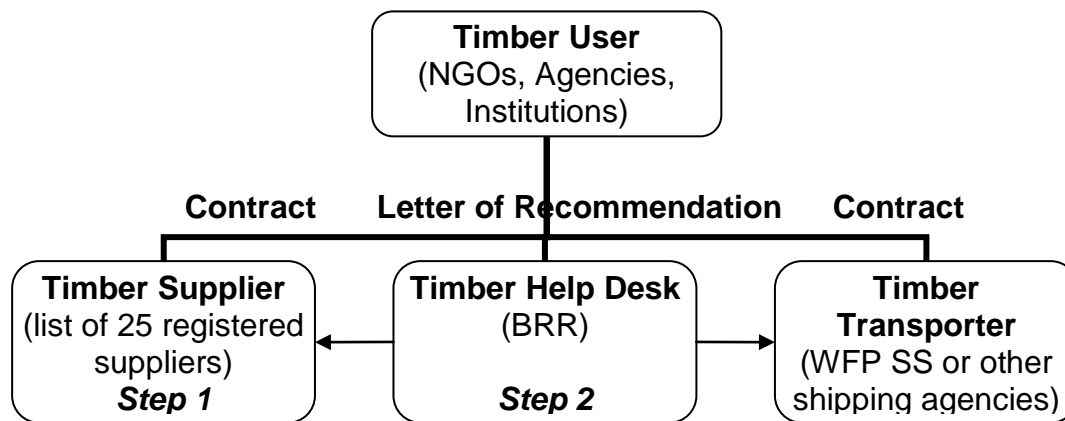 Timber User
(NGOs, Agencies,
Institutions)
Contract Letter of Recommendation Contract
Timber Supplier
(list of 25 registered
suppliers)
Step 1
Timber Help Desk
(BRR)
Step 2
Timber
Transporter
(WFP SS or other
shipping agencies)